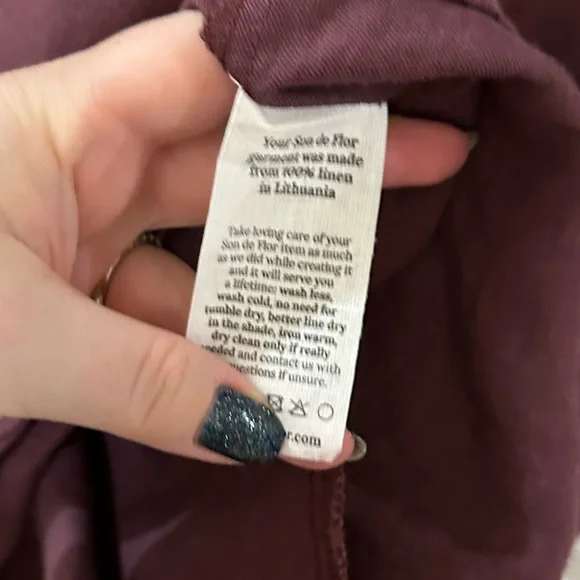 Your Son de Flor
garment was made
from 100% linen
in Lithuania
Take loving care of your
Son de Flor item as much
as we did while creating it
and it will serve you
a lifetime: wash less,
wash cold, no need for
tumble dry, better line dry
in the shade, iron warm,
dry clean only if really
and contact us with
if unsure.
r.com